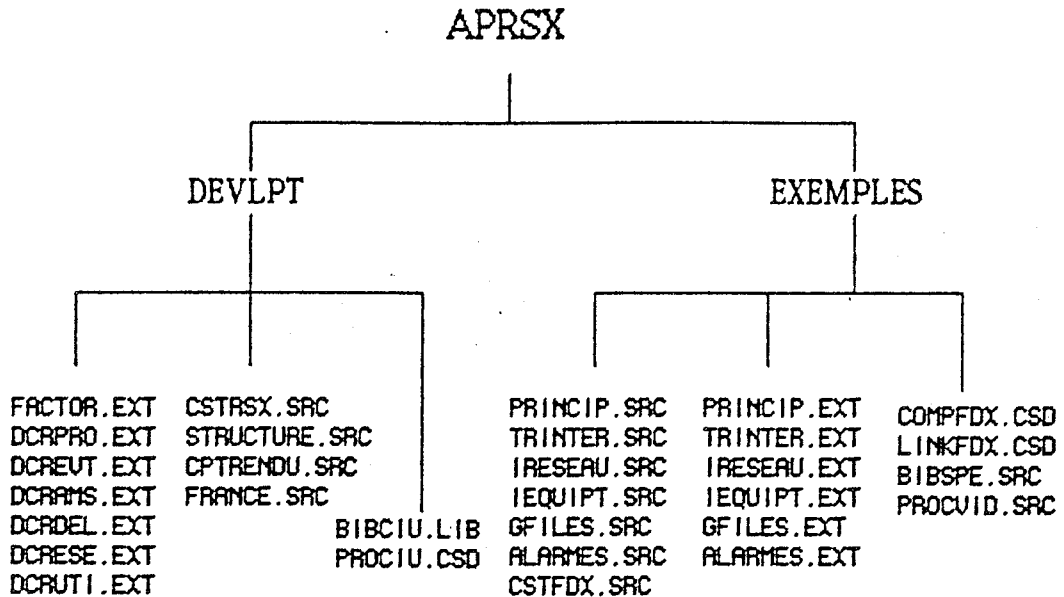 APRSX
DEVLPT EXEMPLES
FACTOR.EXT
DCRPRO.EXT
DCREVT.EXT
DCRAMS.EXT
DCRDEL.EXT
DCRESE.EXT
DCRUTI.EXT
CSTRSX.SRC
STRUCTURE.SRC
CPTRENDU.SRC
FRANCE.SRC
BIBCIU.LIB
PROCIU.CSD
PRINCIP.SRC
TRINTER.SRC
IRESEAU.SRC
IEQUIPT.SRC
GFILES.SRC
ALARMES.SRC
CSTFDX.SRC
PRINCIP.EXT
TRINTER.EXT
IRESEAU.EXT
IEQUIPT.EXT
GFILES.EXT
ALARMES.EXT
COMPFDX.CSD
LINKFDX.CSD
BIBSPE.SRC
PROCVID.SRC